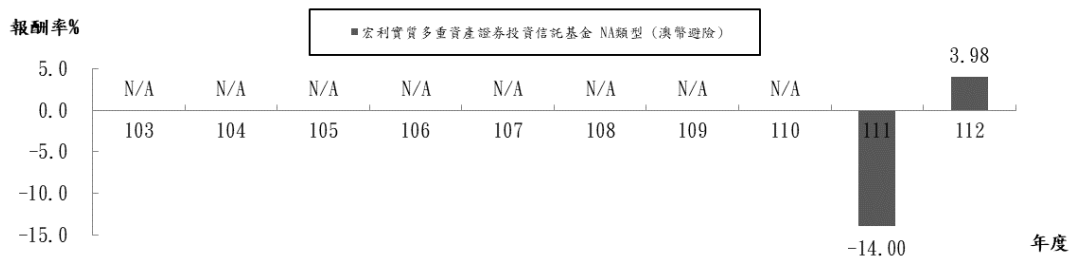 報酬率%
■宏利實質多重資產證券投資信託基金 NA類型 (澳幣避險)
3.98
5.0 N/A N/A N/A N/A N/A N/A N/A N/A
0.0
103 104 105 106 107 108 109 110 111 112
-5.0
-10.0
-15.0
-14.00
年度